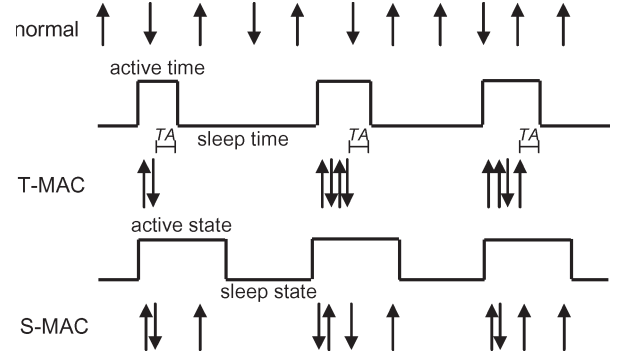 normal
active time
TA
TA
TA
sleep time
T-MAC
active state
sleep state
S-MAC